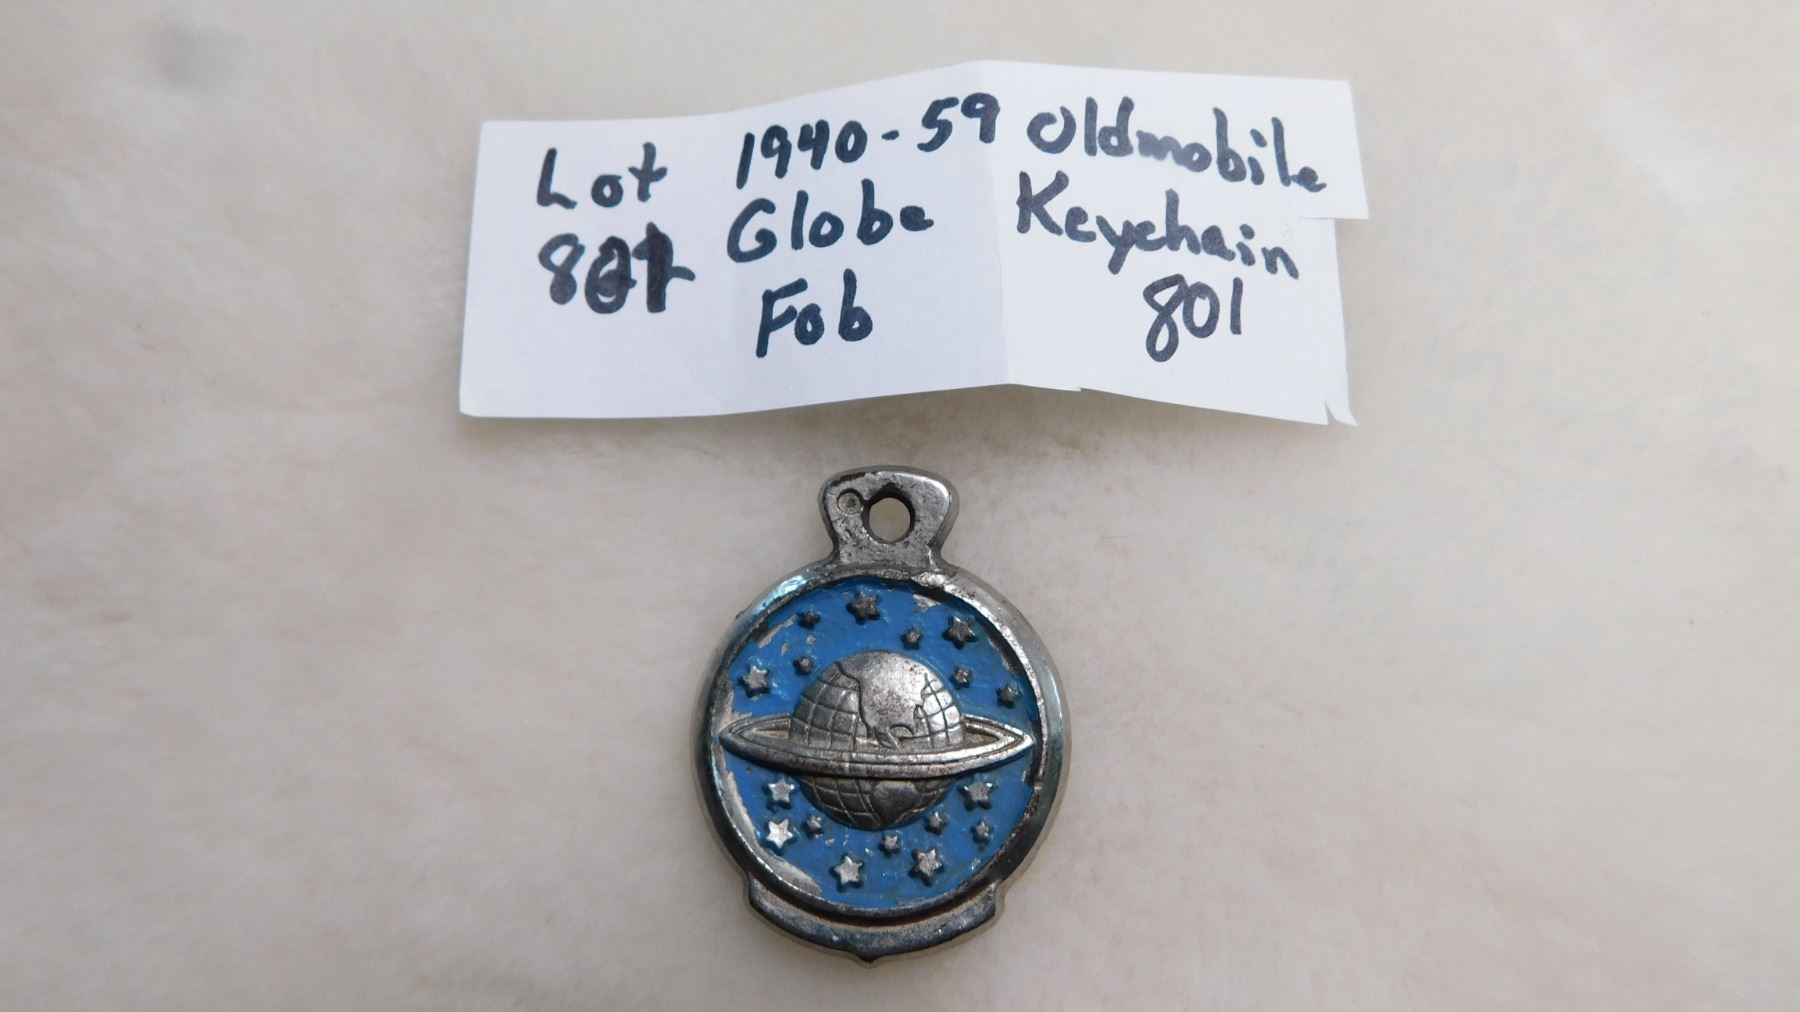 Lot 1940-59 Oldmobile
Globe Keychain
Fob 801